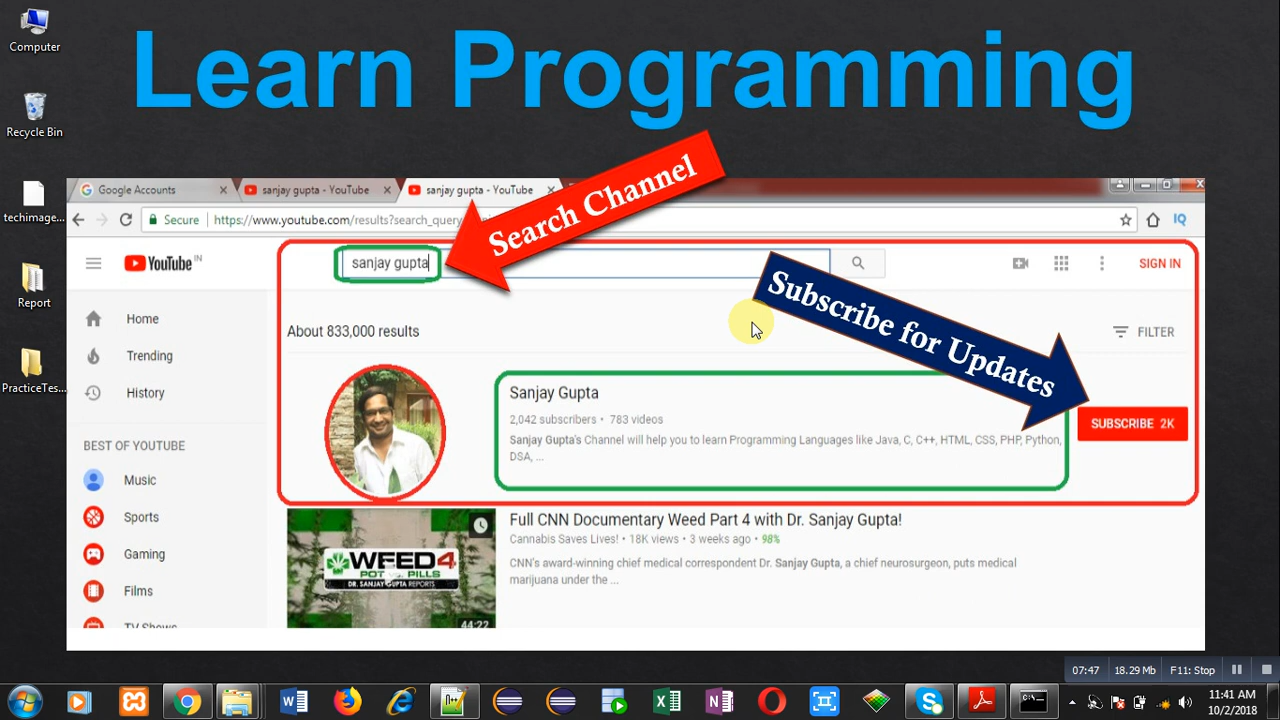 Computer
Recycle Bin
techimage...
Report
PracticeTes...
Learn Programming
Search Channel
Subscribe for Updates
Google Accounts
sanjay gupta - YouTube
sanjay gupta - YouTube
Secure
https://www.youtube.com/results?search_query
IQ
YouTube IN
sanjay gupta
SIGN IN
Home
Trending
History
BEST OF YOUTUBE
Music
Sports
Gaming
Films
TV Shows
About 833,000 results
FILTER
Sanjay Gupta
2,042 subscribers • 783 videos
Sanjay Gupta's Channel will help you to learn Programming Languages like Java, C, C++, HTML, CSS, PHP, Python,
DSA, ...
SUBSCRIBE 2K
WEED4
POT vs. PILLS
DR. SANJAY GUPTA REPORTS
44:22
Full CNN Documentary Weed Part 4 with Dr. Sanjay Gupta!
Cannabis Saves Lives! • 18K views • 3 weeks ago • 98%
CNN's award-winning chief medical correspondent Dr. Sanjay Gupta, a chief neurosurgeon, puts medical
marijuana under the ...
07:47
18.29 Mb
F11: Stop
11:41 AM
10/2/2018